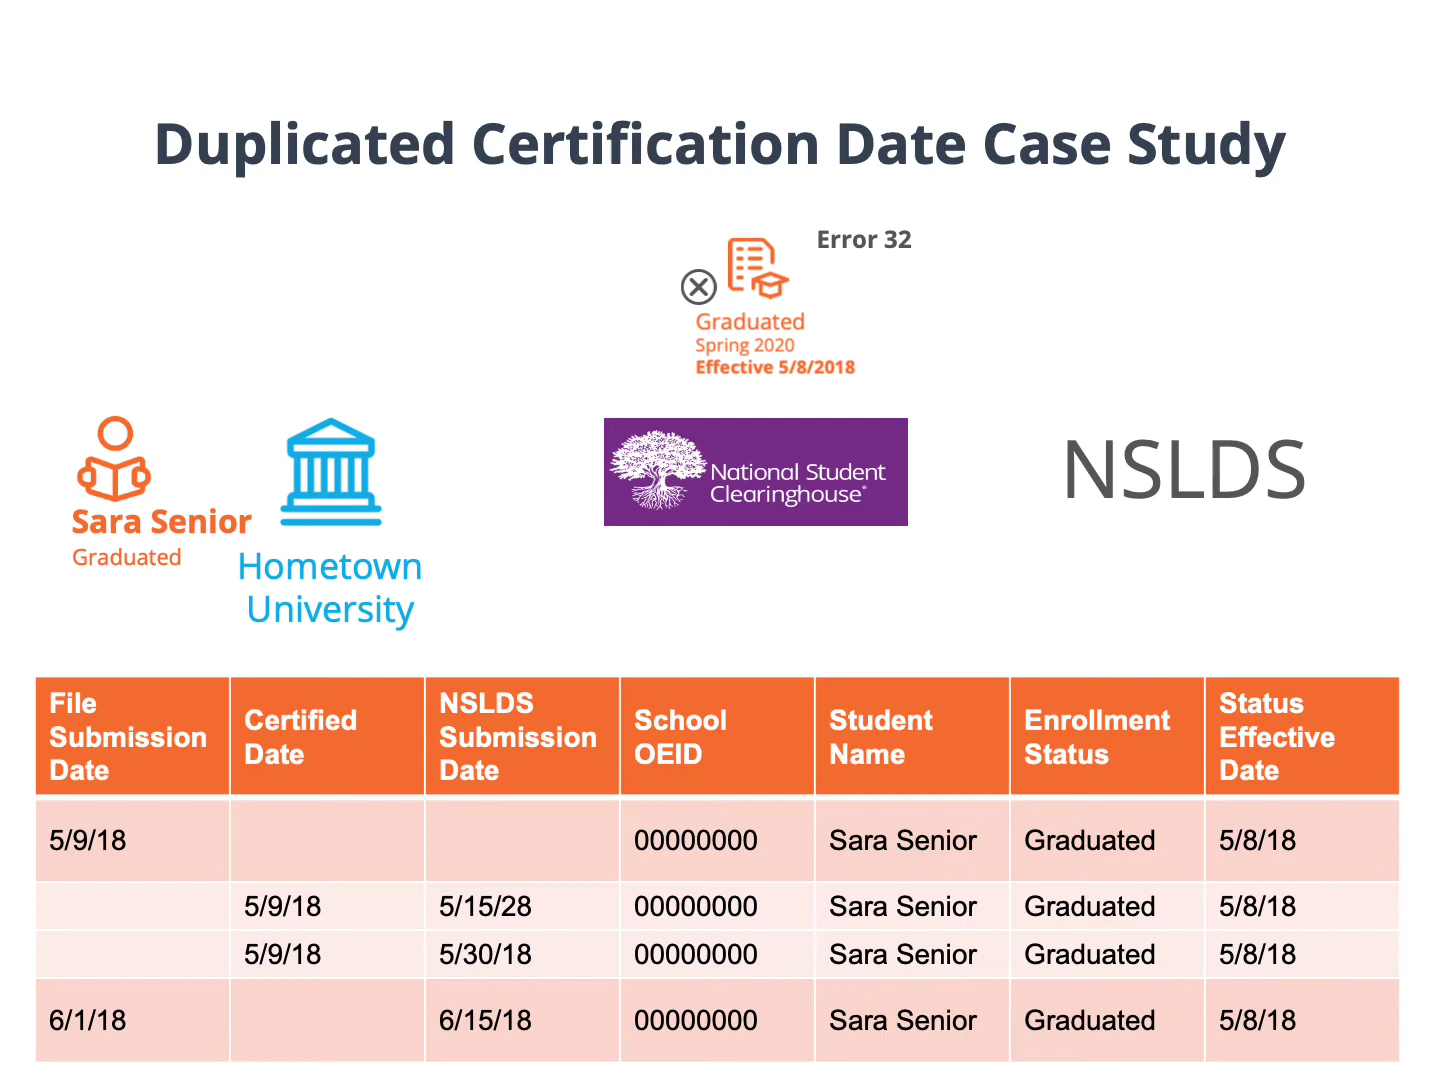 Duplicated Certification Date Case Study
Error 32
Graduated
Spring 2020
Effective 5/8/2018
Sara Senior
Graduated
Hometown
University
National Student
Clearinghouse®
NSLDS
File Submission Date | Certified Date | NSLDS Submission Date | School OEID | Student Name | Enrollment Status | Status Effective Date
5/9/18 | | | 00000000 | Sara Senior | Graduated | 5/8/18
| 5/9/18 | 5/15/28 | 00000000 | Sara Senior | Graduated | 5/8/18
| 5/9/18 | 5/30/18 | 00000000 | Sara Senior | Graduated | 5/8/18
6/1/18 | | 6/15/18 | 00000000 | Sara Senior | Graduated | 5/8/18